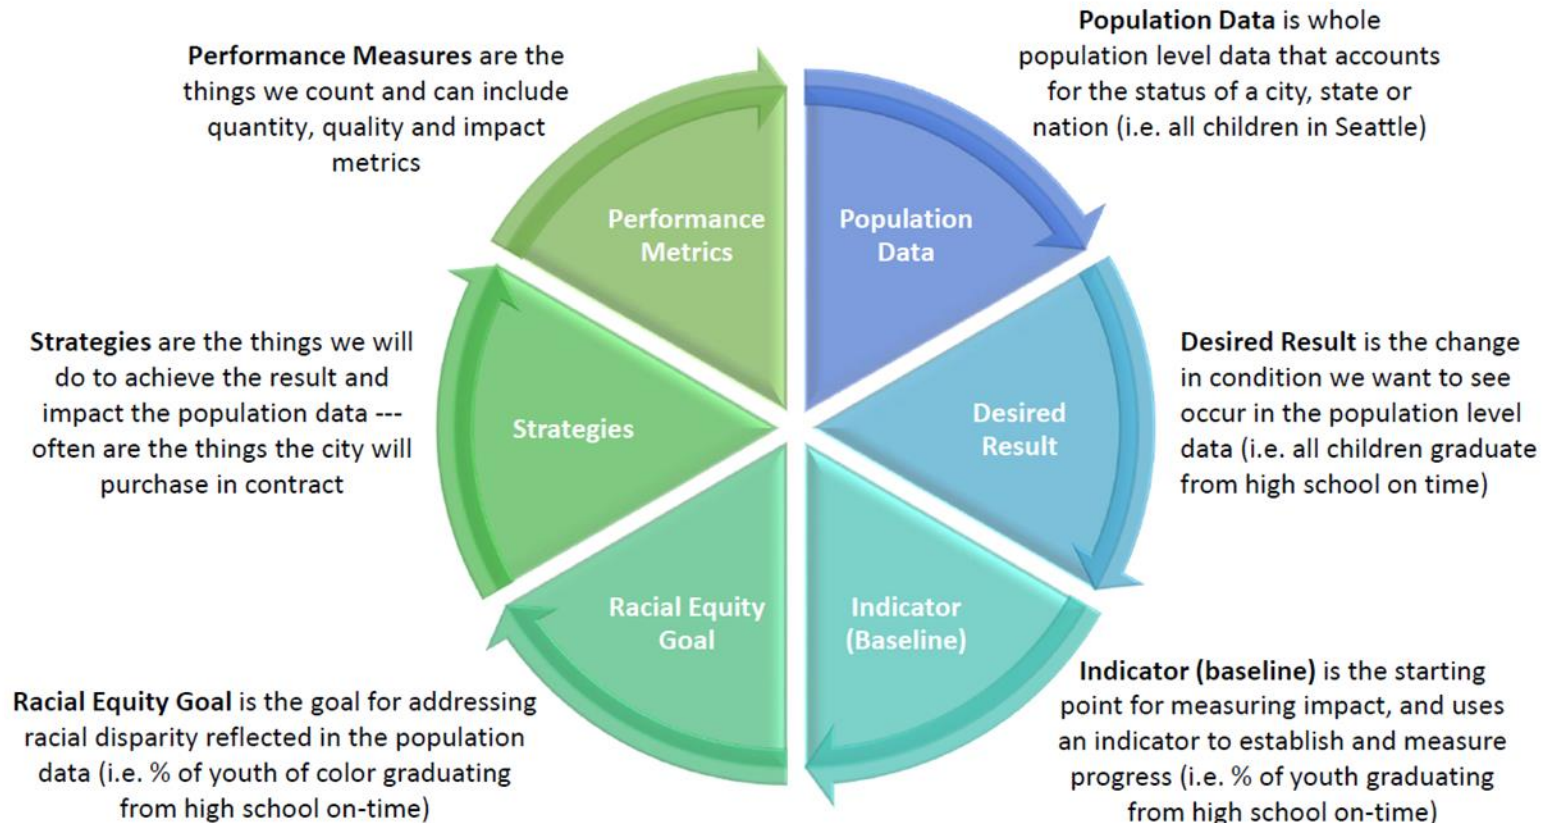 Population Data is whole
population level data that accounts
for the status of a city, state or
nation (i.e. all children in Seattle)
Population
Data
Desired Result is the change
in condition we want to see
occur in the population level
data (i.e. all children graduate
from high school on time)
Desired
Result
Indicator (baseline) is the starting
point for measuring impact, and uses
an indicator to establish and measure
progress (i.e. % of youth graduating
from high school on-time)
Indicator
(Baseline)
Racial Equity Goal is the goal for addressing
racial disparity reflected in the population
data (i.e. % of youth of color graduating
from high school on-time)
Racial Equity
Goal
Strategies are the things we will
do to achieve the result and
impact the population data ---
often are the things the city will
purchase in contract
Strategies
Performance Measures are the
things we count and can include
quantity, quality and impact
metrics
Performance
Metrics